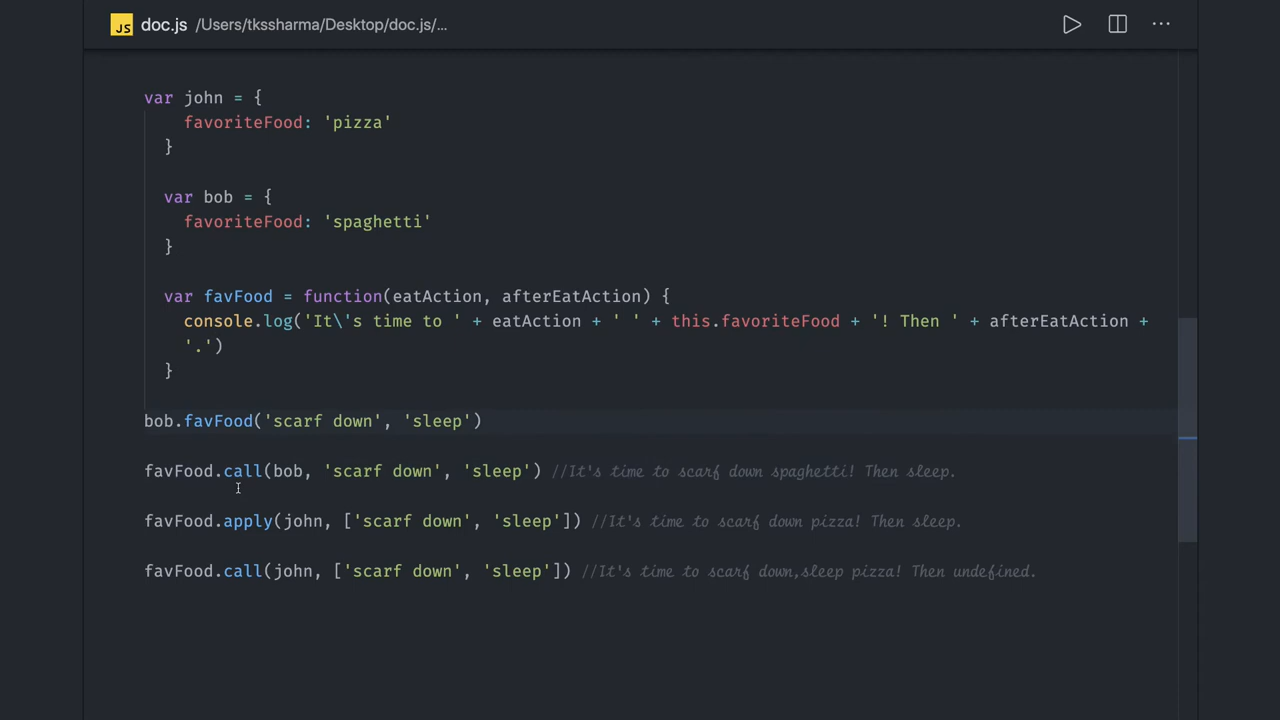 JS doc.js /Users/tkssharma/Desktop/doc.js/...
var john = {
favoriteFood: 'pizza'
}
var bob = {
favoriteFood: 'spaghetti'
}
var favFood = function(eatAction, afterEatAction) {
console.log('It\'s time to ' + eatAction + ' ' + this.favoriteFood + '! Then ' + afterEatAction +
'.')
}
bob.favFood('scarf down', 'sleep')
favFood.call(bob, 'scarf down', 'sleep') //It's time to scarf down spaghetti! Then sleep.
favFood.apply(john, ['scarf down', 'sleep']) //It's time to scarf down pizza! Then sleep.
favFood.call(john, ['scarf down', 'sleep']) //It's time to scarf down,sleep pizza! Then undefined.